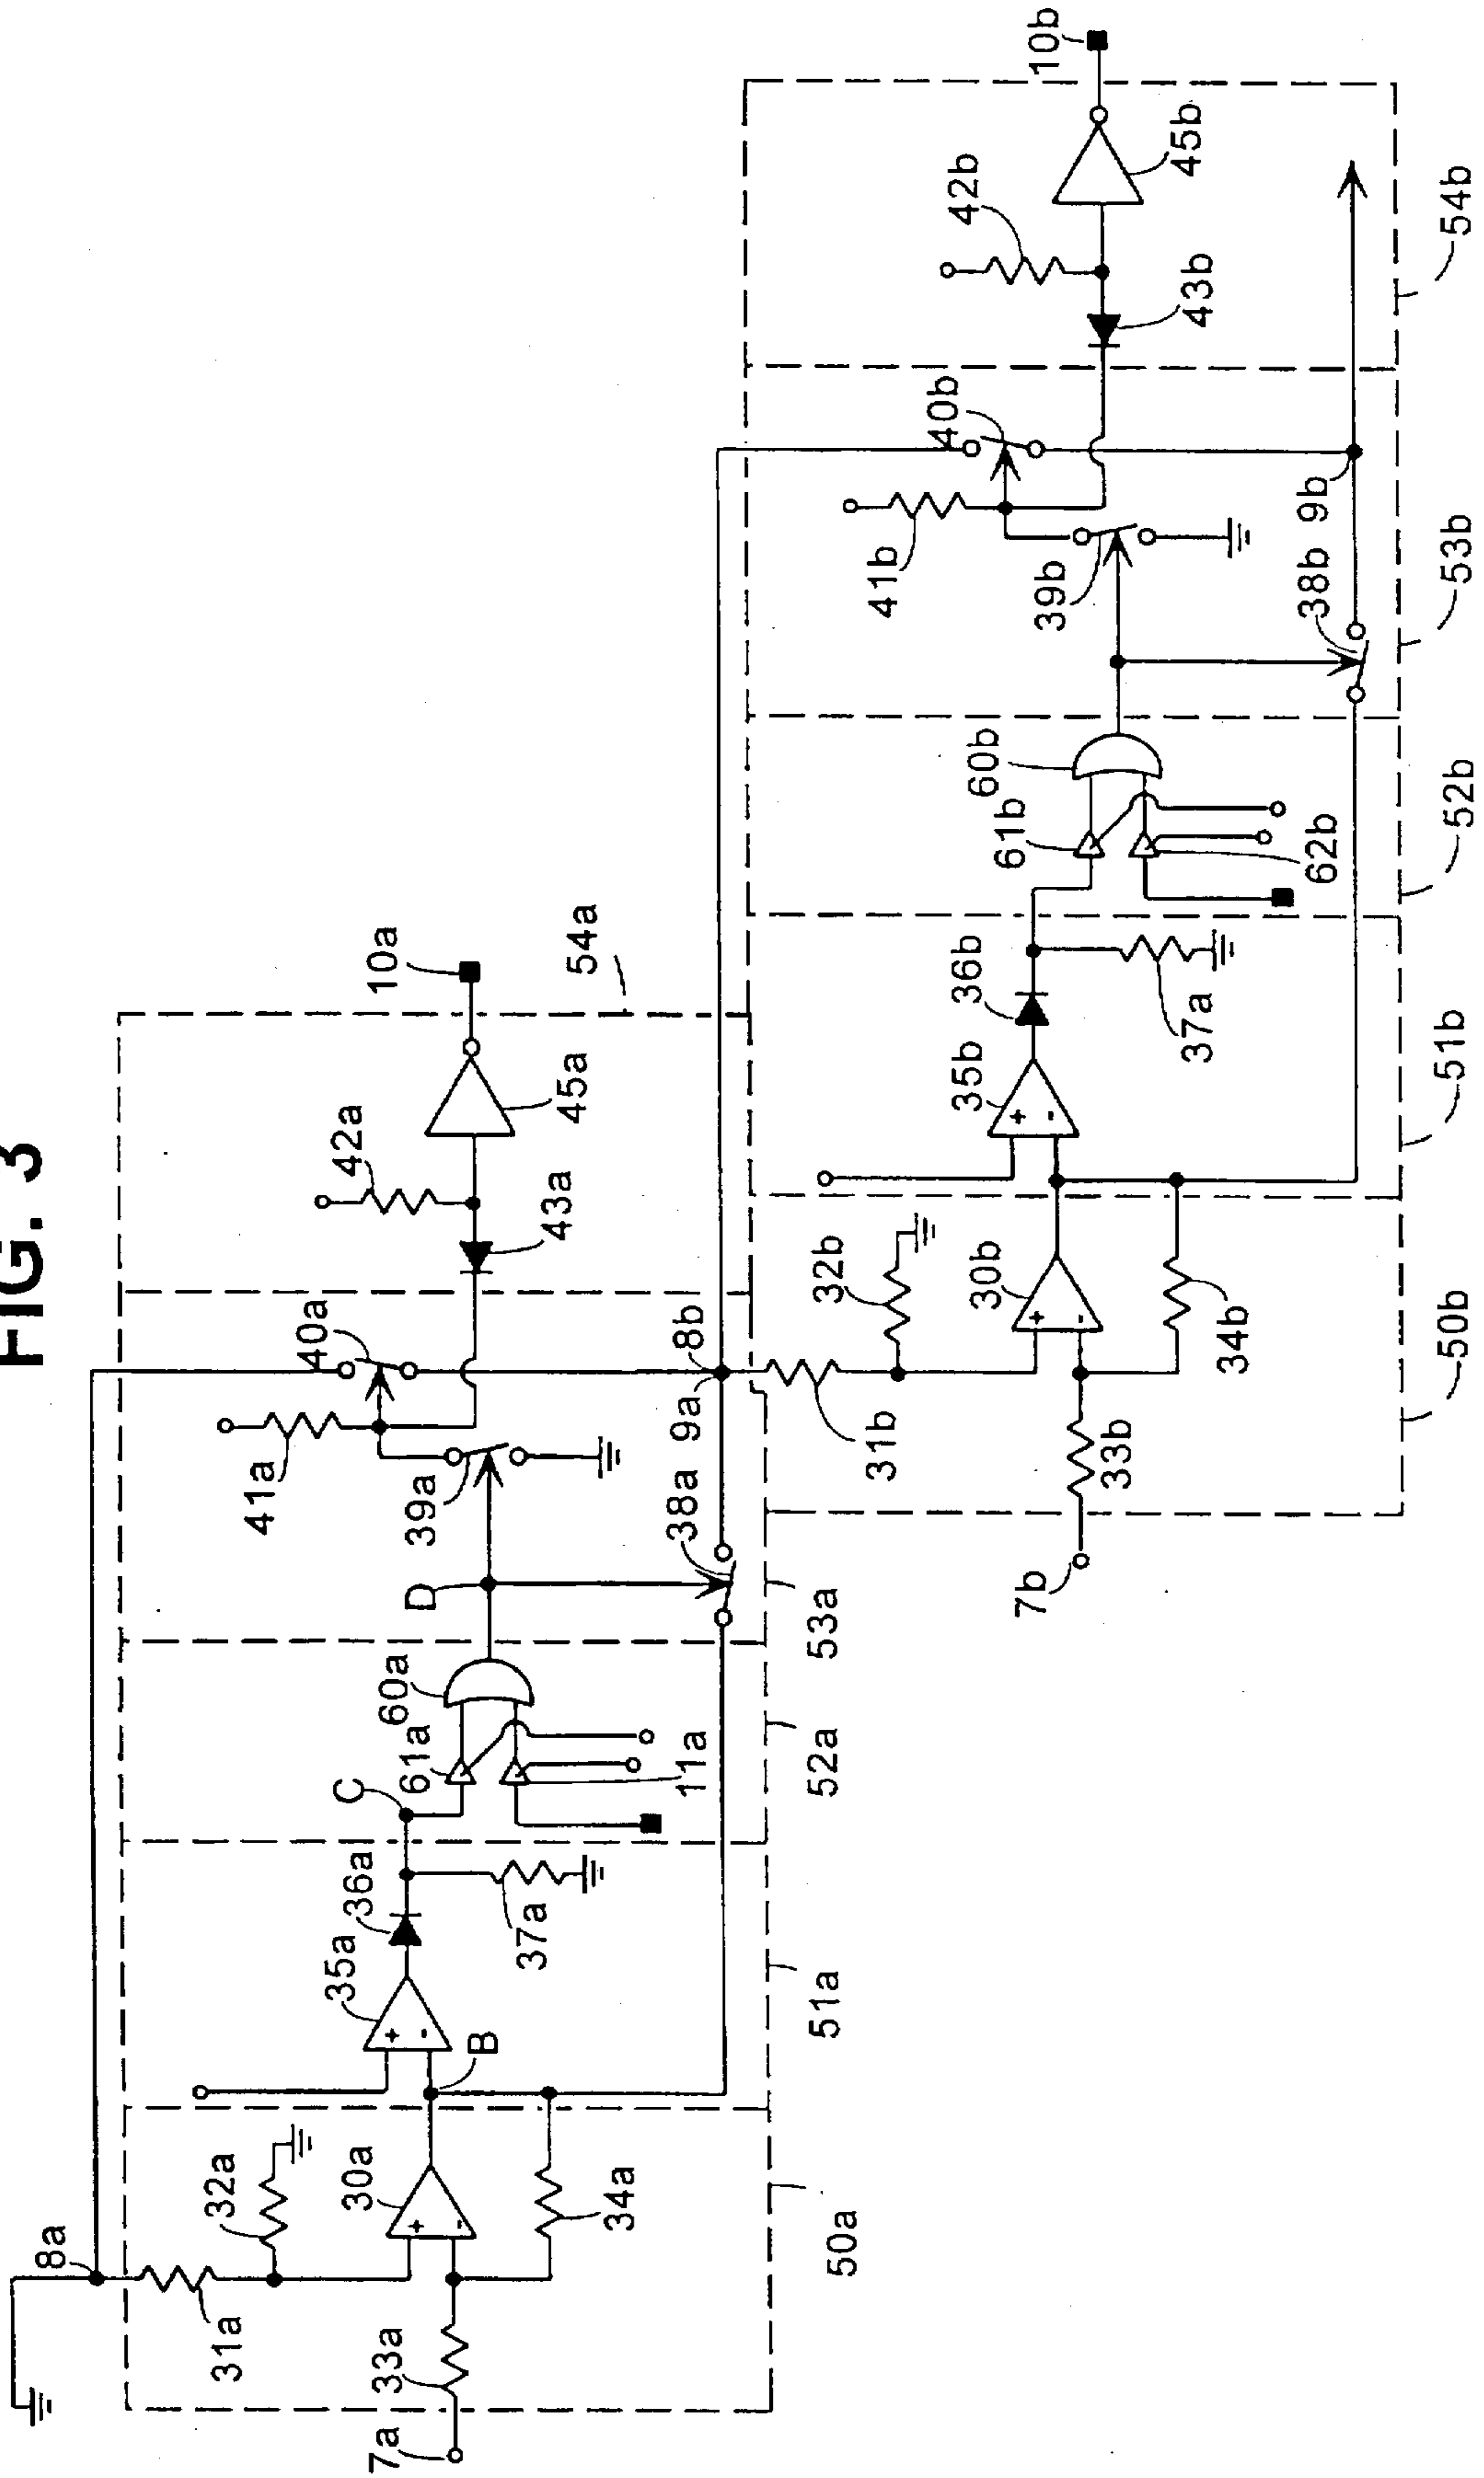 FIG. 3
8a
31a
32a
33a
7a
30a
34a
50a
B
35a
36a
37a
51a
C
61a
60a
11a
52a
D
41a
39a
40a
38a
9a
8b
53a
42a
43a
45a
10a
54a
7b
33b
31b
32b
30b
34b
50b
35b
36b
37a
51b
61b
60b
62b
52b
41b
39b
40b
38b
9b
53b
42b
43b
45b
10b
54b
+
-
+
-
+
-
+
-